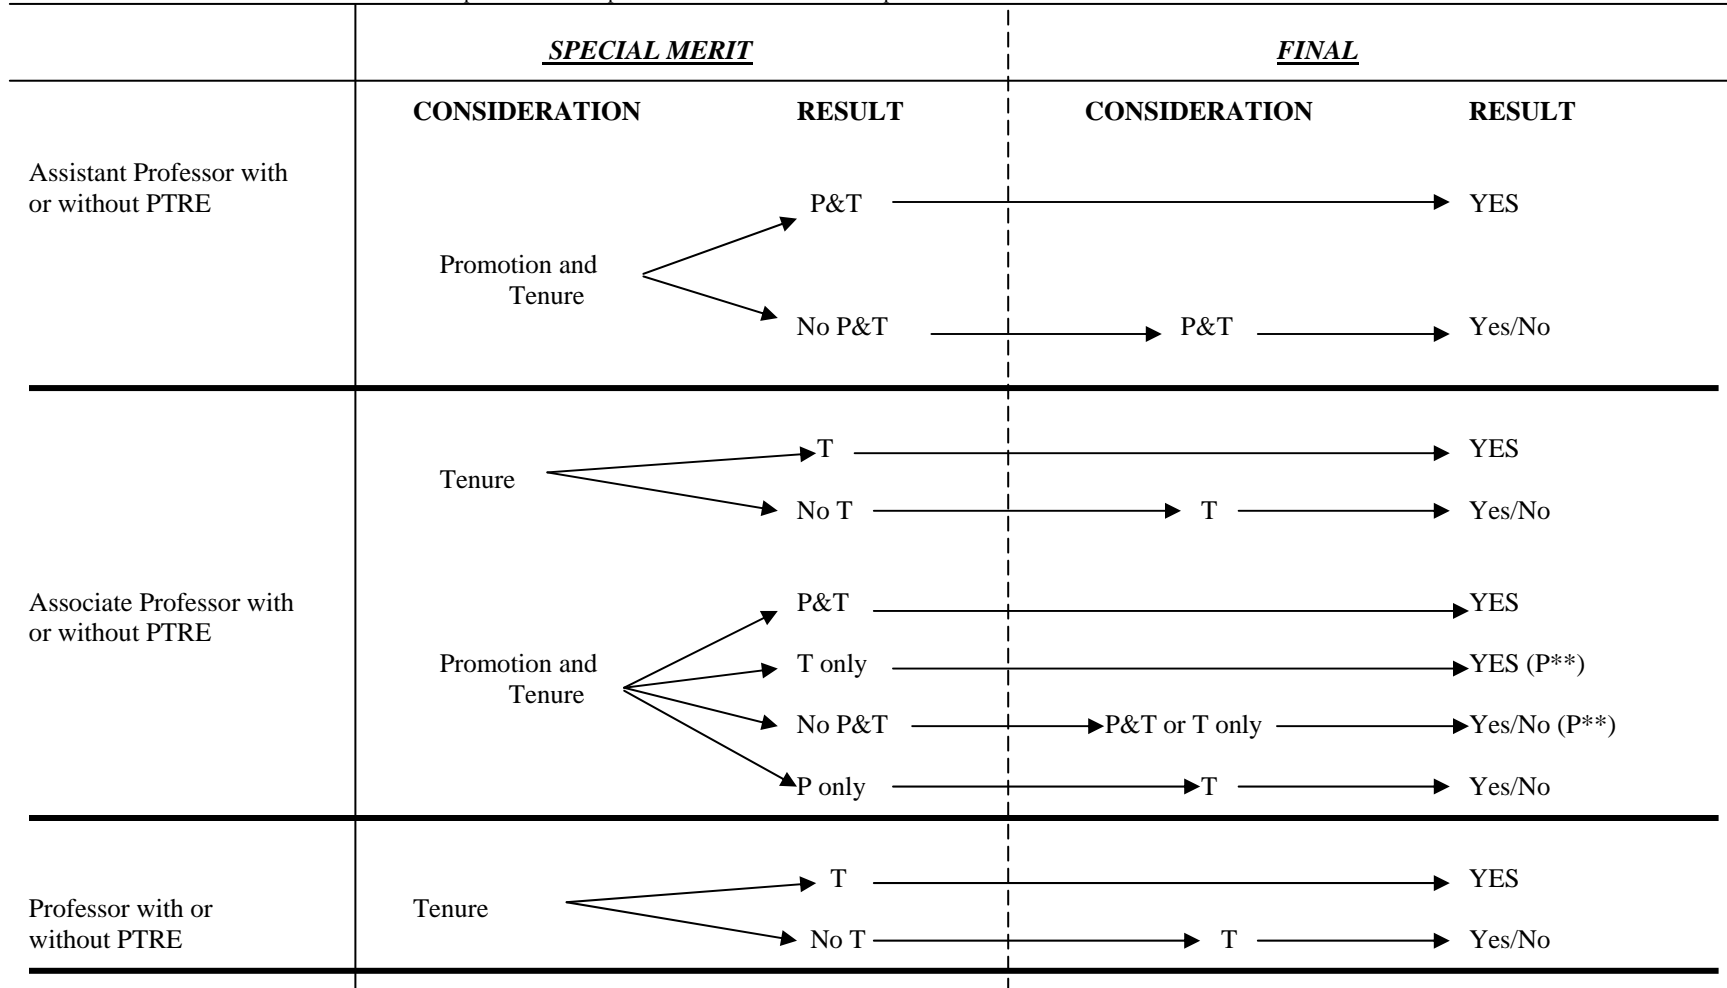 SPECIAL MERIT FINAL
CONSIDERATION RESULT CONSIDERATION RESULT
Assistant Professor with
or without PTRE
P&T YES
Promotion and
Tenure
No P&T P&T Yes/No
T YES
Tenure
No T T Yes/No
Associate Professor with
or without PTRE
P&T YES
Promotion and
Tenure
T only YES (P**)
No P&T P&T or T only Yes/No (P**)
P only T Yes/No
T YES
Professor with or
without PTRE
Tenure
No T T Yes/No